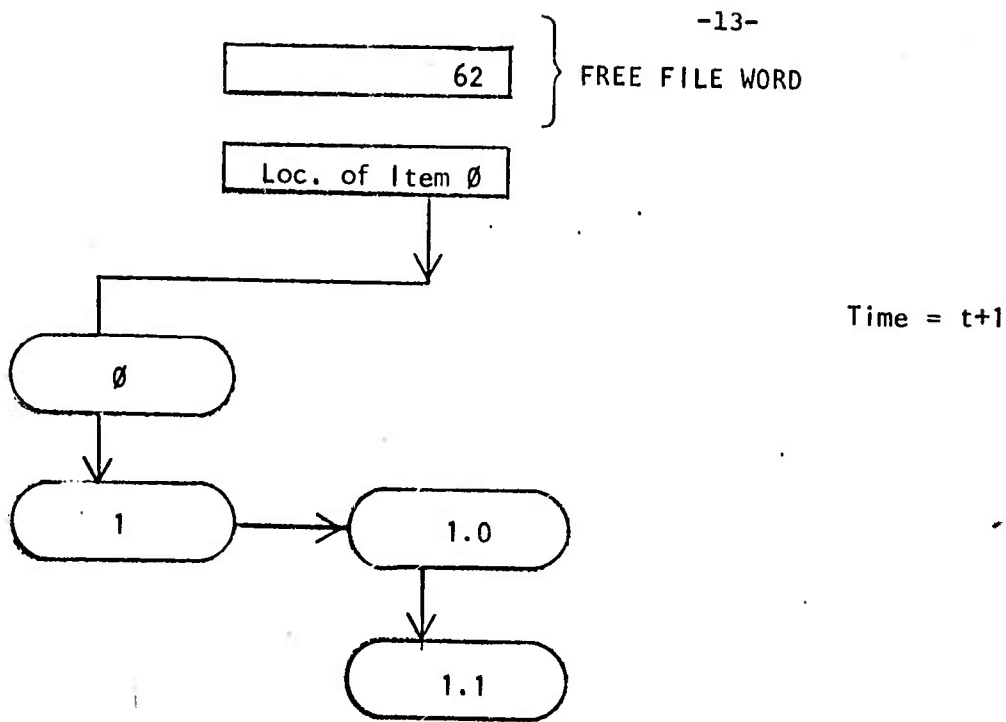 -13-
62
FREE FILE WORD
Loc. of Item Ø
Time = t+1
Ø
1
1.0
1.1